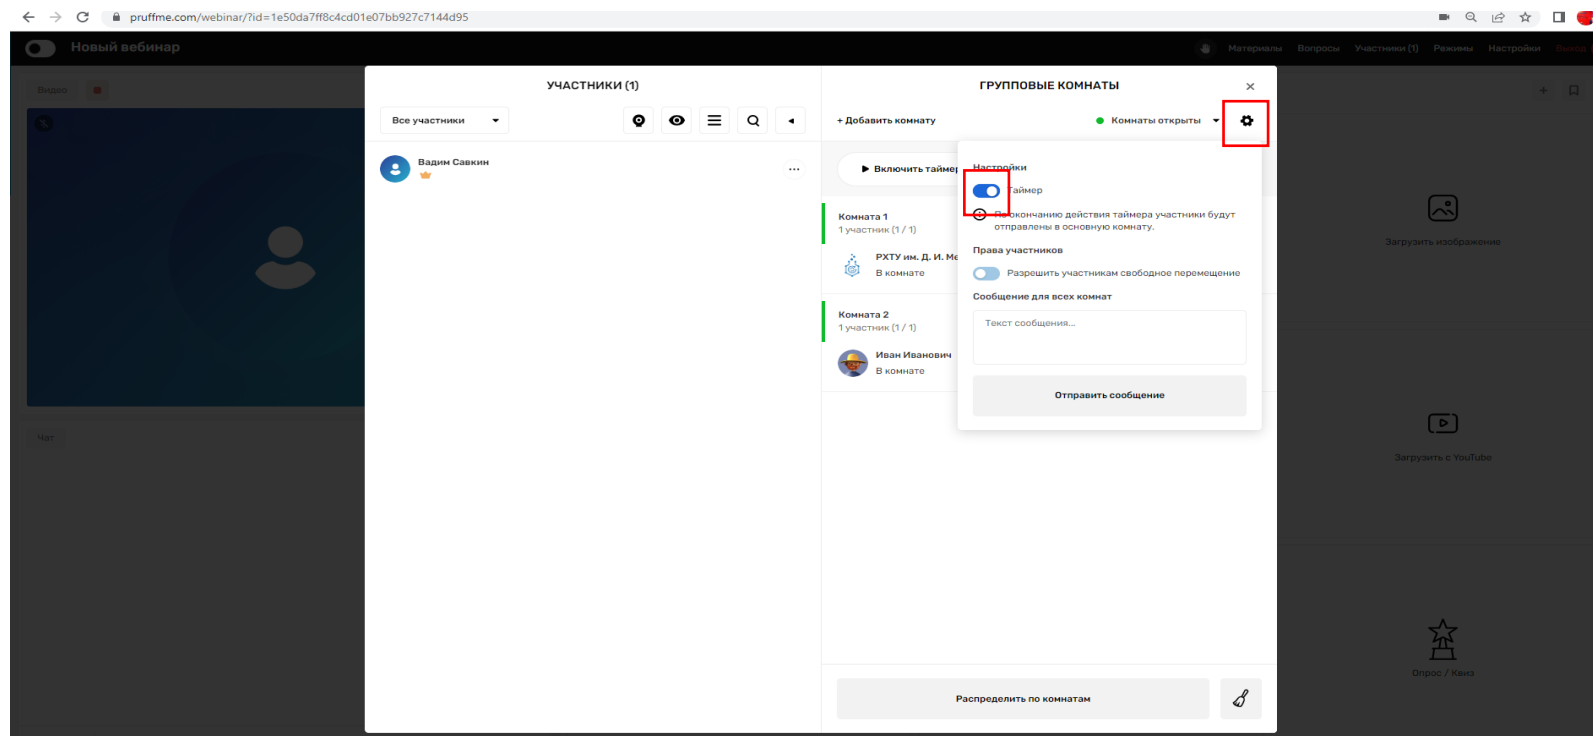 pruffme.com/webinar/?id=1e50da7ff8c4cd01e07bb927c7144d95
Новый вебинар
Материалы Вопросы Участники (1) Режимы Настройки Выход
Видео
УЧАСТНИКИ (1)
Все участники
Вадим Савкин
ГРУППОВЫЕ КОМНАТЫ
+ Добавить комнату
Комнаты открыты
Включить таймер
Комната 1
1 участник (1 / 1)
РХТУ им. Д. И.
В комнате
Комната 2
1 участник (1 / 1)
Иван Иванович
В комнате
Настройки
Таймер
По окончанию действия таймера участники будут
отправлены в основную комнату.
Права участников
Разрешить участникам свободное перемещение
Сообщение для всех комнат
Текст сообщения...
Отправить сообщение
Распределить по комнатам
Чат
Загрузить изображение
Загрузить с YouTube
Опрос / Квиз